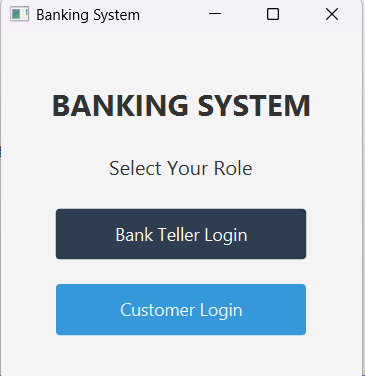 Banking System
BANKING SYSTEM
Select Your Role
Bank Teller Login
Customer Login